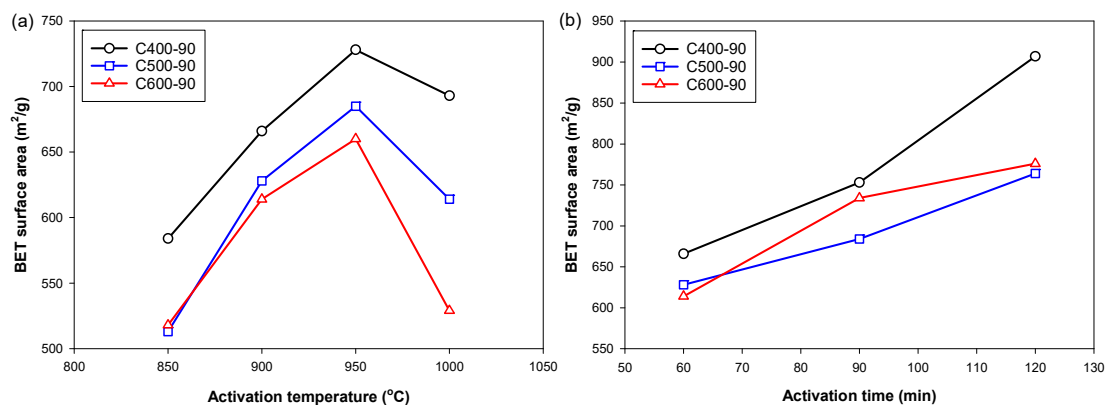 (a)
750
700
650
600
550
500
BET surface area (m²/g)
C400-90
C500-90
C600-90
800
850
900
950
1000
1050
Activation temperature (°C)
(b)
950
900
850
800
750
700
650
600
550
BET surface area (m²/g)
C400-90
C500-90
C600-90
50
60
70
80
90
100
110
120
130
Activation time (min)